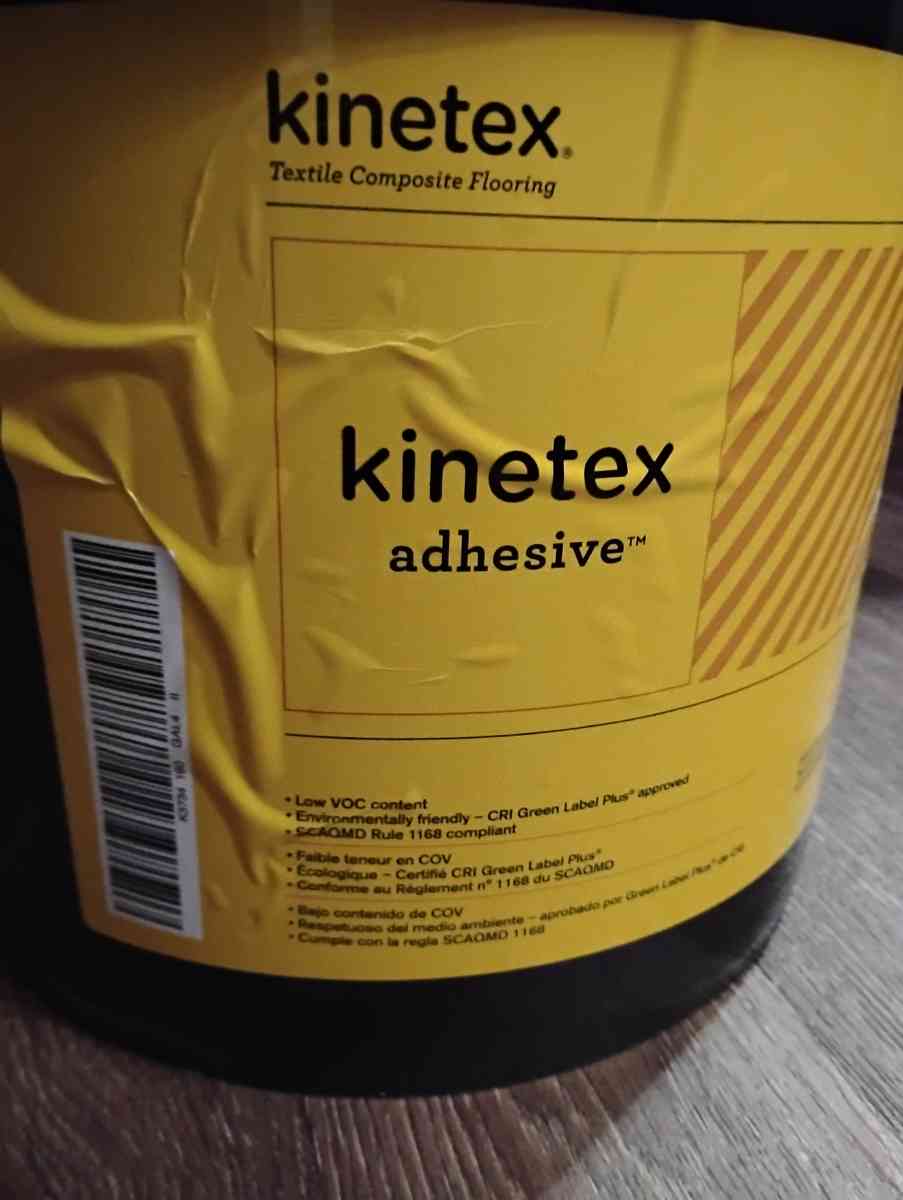 kinetex®
Textile Composite Flooring
kinetex
adhesive™
• Low VOC content
• Environmentally friendly – CRI Green Label Plus® approved
• SCAQMD Rule 1168 compliant
• Faible teneur en COV
• Écologique – Certifié CRI Green Label Plus®
• Conforme au Règlement n° 1168 du SCAQMD
• Bajo contenido de COV
• Respetuoso del medio ambiente – aprobado por Green Label Plus® de CRI
• Cumple con la regla SCAQMD 1168
K3734 160 GAL4